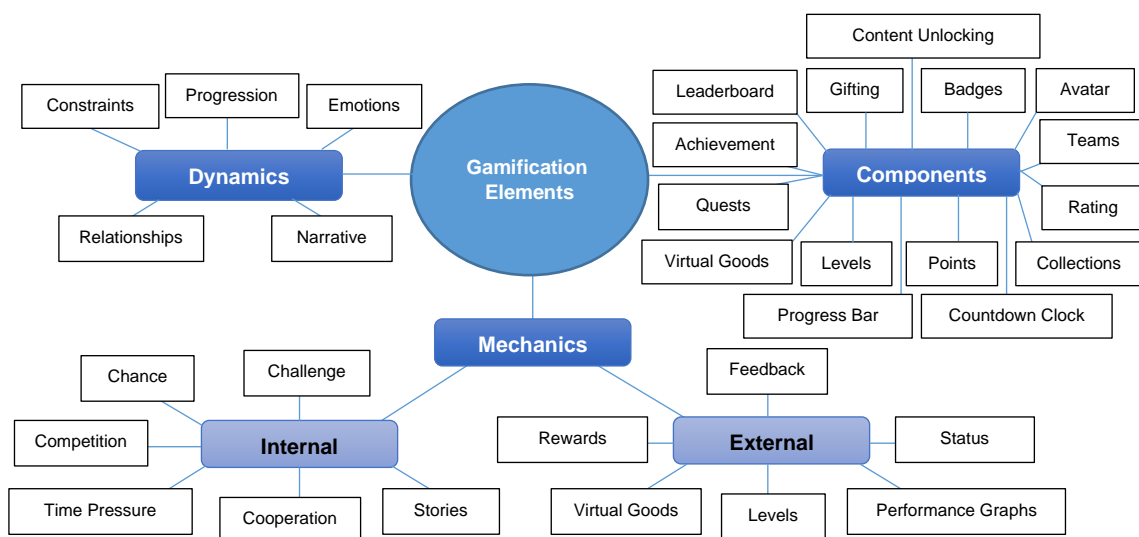 Content Unlocking
Constraints
Progression
Emotions
Leaderboard
Gifting
Badges
Avatar
Achievement
Teams
Dynamics
Gamification
Elements
Components
Quests
Rating
Relationships
Narrative
Virtual Goods
Levels
Points
Collections
Progress Bar
Countdown Clock
Mechanics
Chance
Challenge
Feedback
Competition
Internal
Rewards
External
Status
Time Pressure
Cooperation
Stories
Virtual Goods
Levels
Performance Graphs